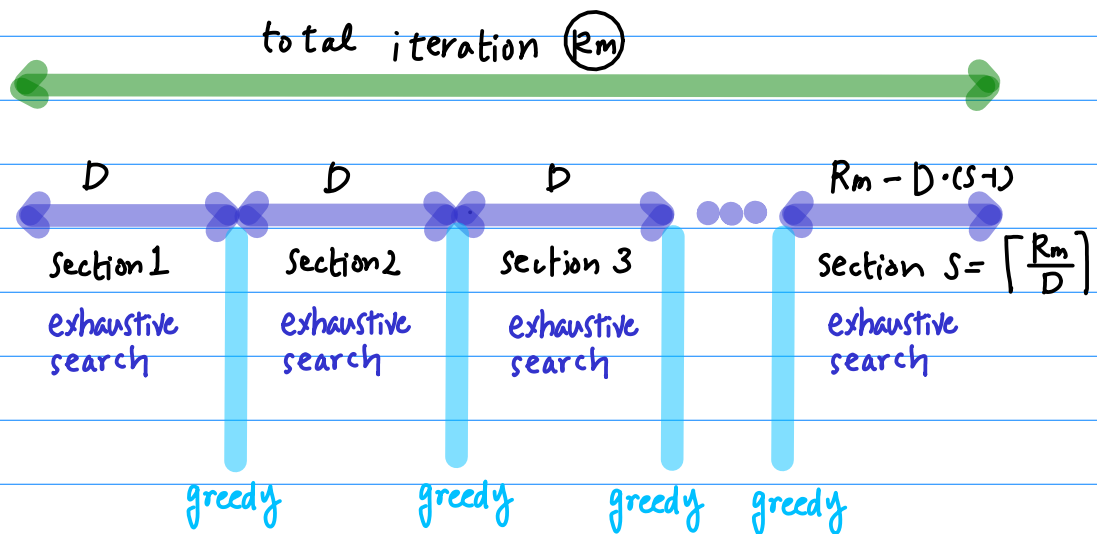 total iteration Rm
D D D Rm - D·(S-1)
section 1 section 2 section 3 section S = ⌈Rm/D⌉
exhaustive search exhaustive search exhaustive search exhaustive search
greedy greedy greedy greedy